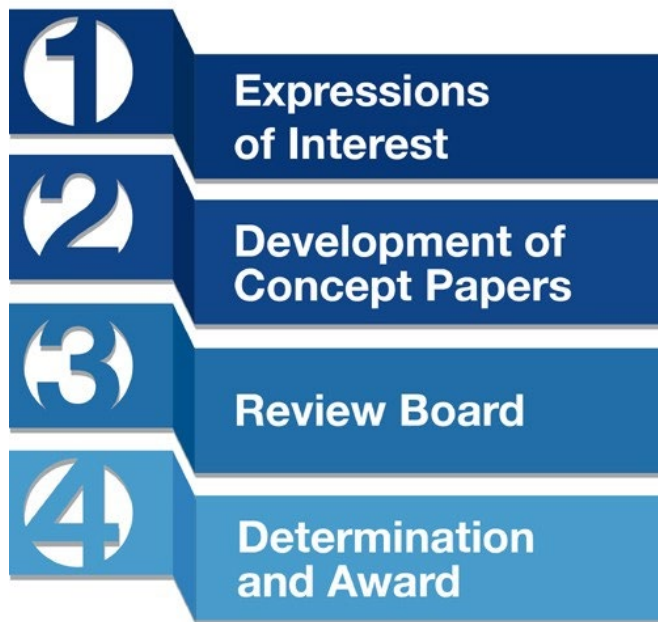 1
Expressions
of Interest
2
Development of
Concept Papers
3
Review Board
4
Determination
and Award